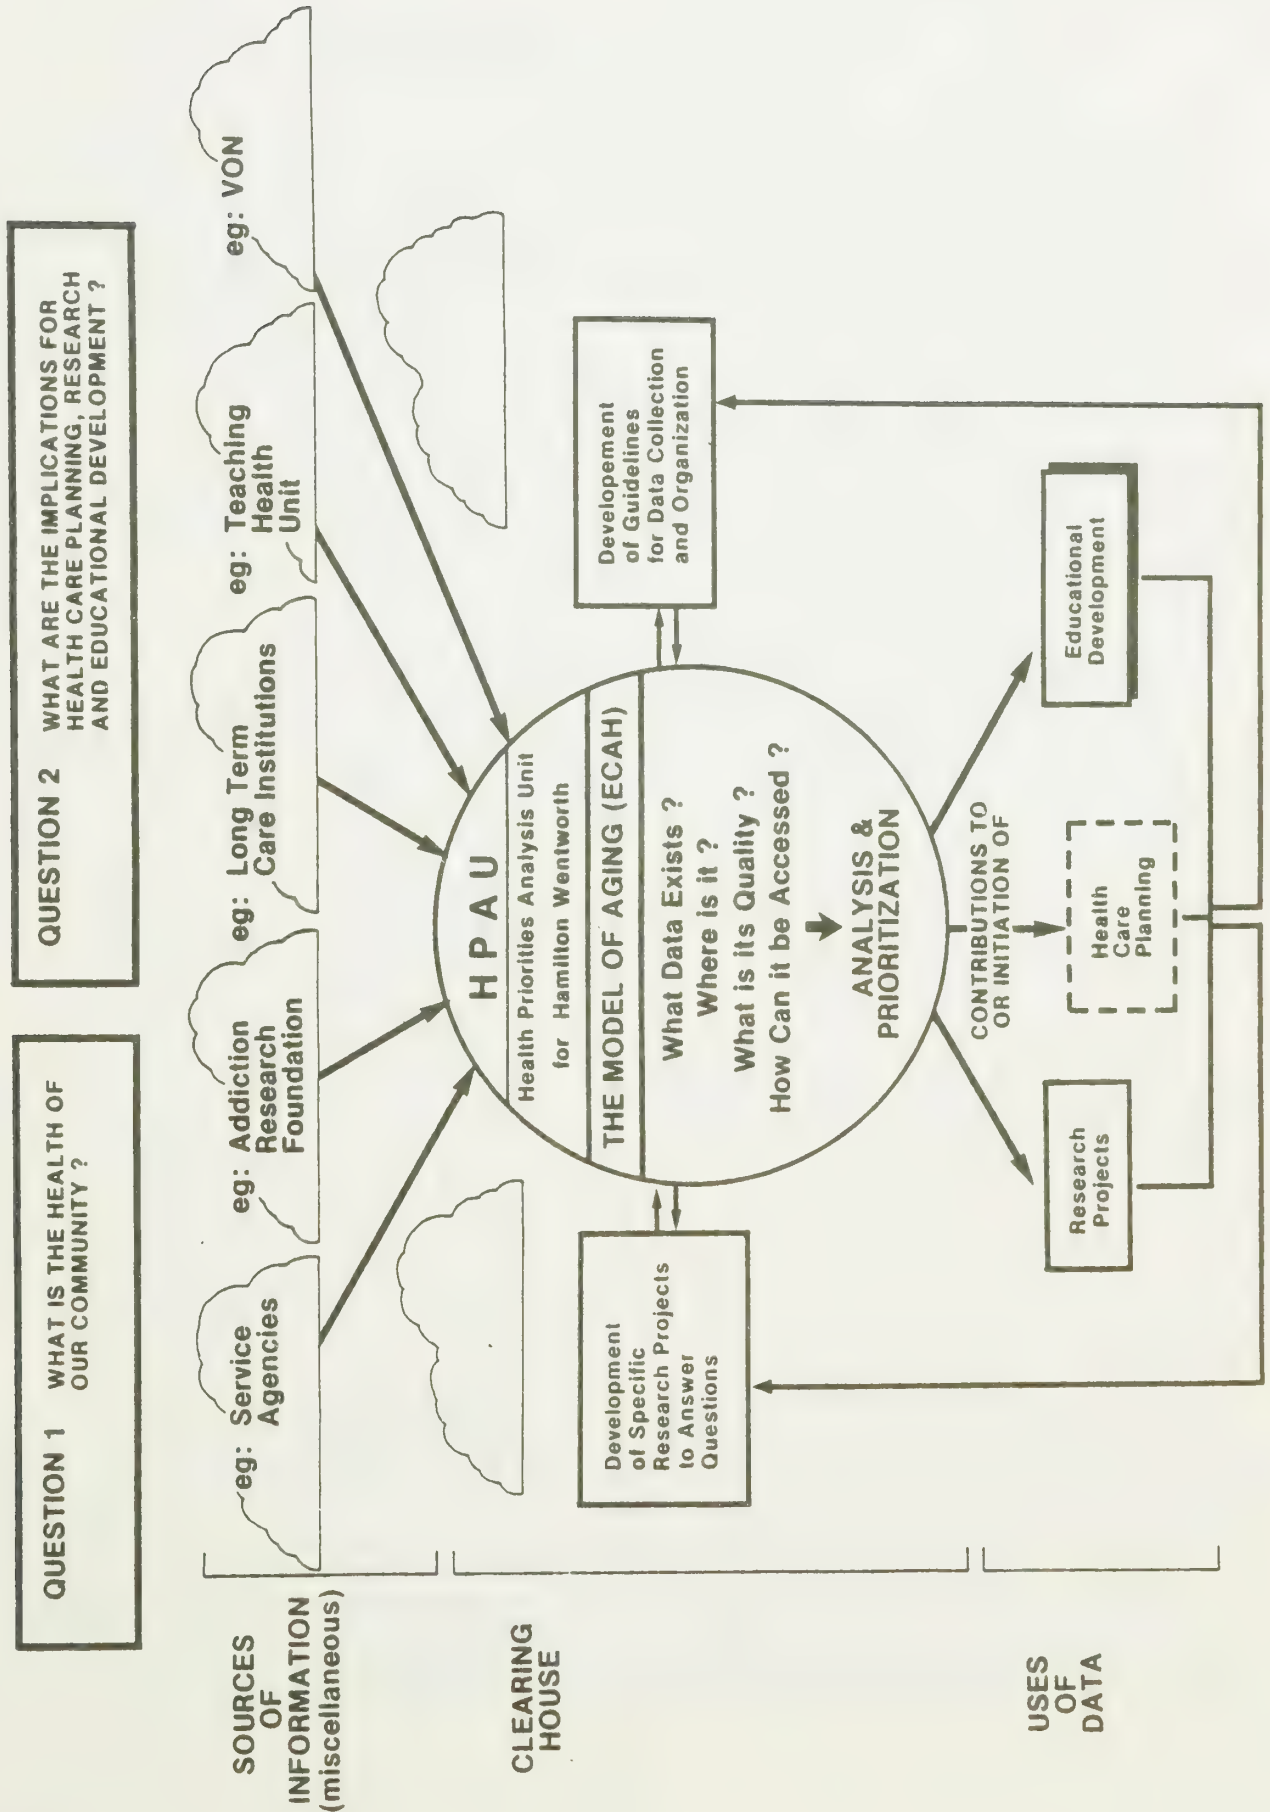 QUESTION 1 WHAT IS THE HEALTH OF
OUR COMMUNITY ?
QUESTION 2 WHAT ARE THE IMPLICATIONS FOR
HEALTH CARE PLANNING, RESEARCH
AND EDUCATIONAL DEVELOPMENT ?
SOURCES
OF
INFORMATION
(miscellaneous)
eg: Service
Agencies
eg: Addiction
Research
Foundation
eg: Long Term
Care Institutions
eg: Teaching
Health
Unit
eg: VON
CLEARING
HOUSE
HPAU
Health Priorities Analysis Unit
for Hamilton Wentworth
THE MODEL OF AGING (ECAH)
What Data Exists ?
Where is it ?
What is its Quality ?
How Can it be Accessed ?
ANALYSIS &
PRIORITIZATION
Development
of Specific
Research Projects
to Answer
Questions
Developement
of Guidelines
for Data Collection
and Organization
USES
OF
DATA
CONTRIBUTIONS TO
OR INITIATION OF
Research
Projects
Health
Care
Planning
Educational
Development